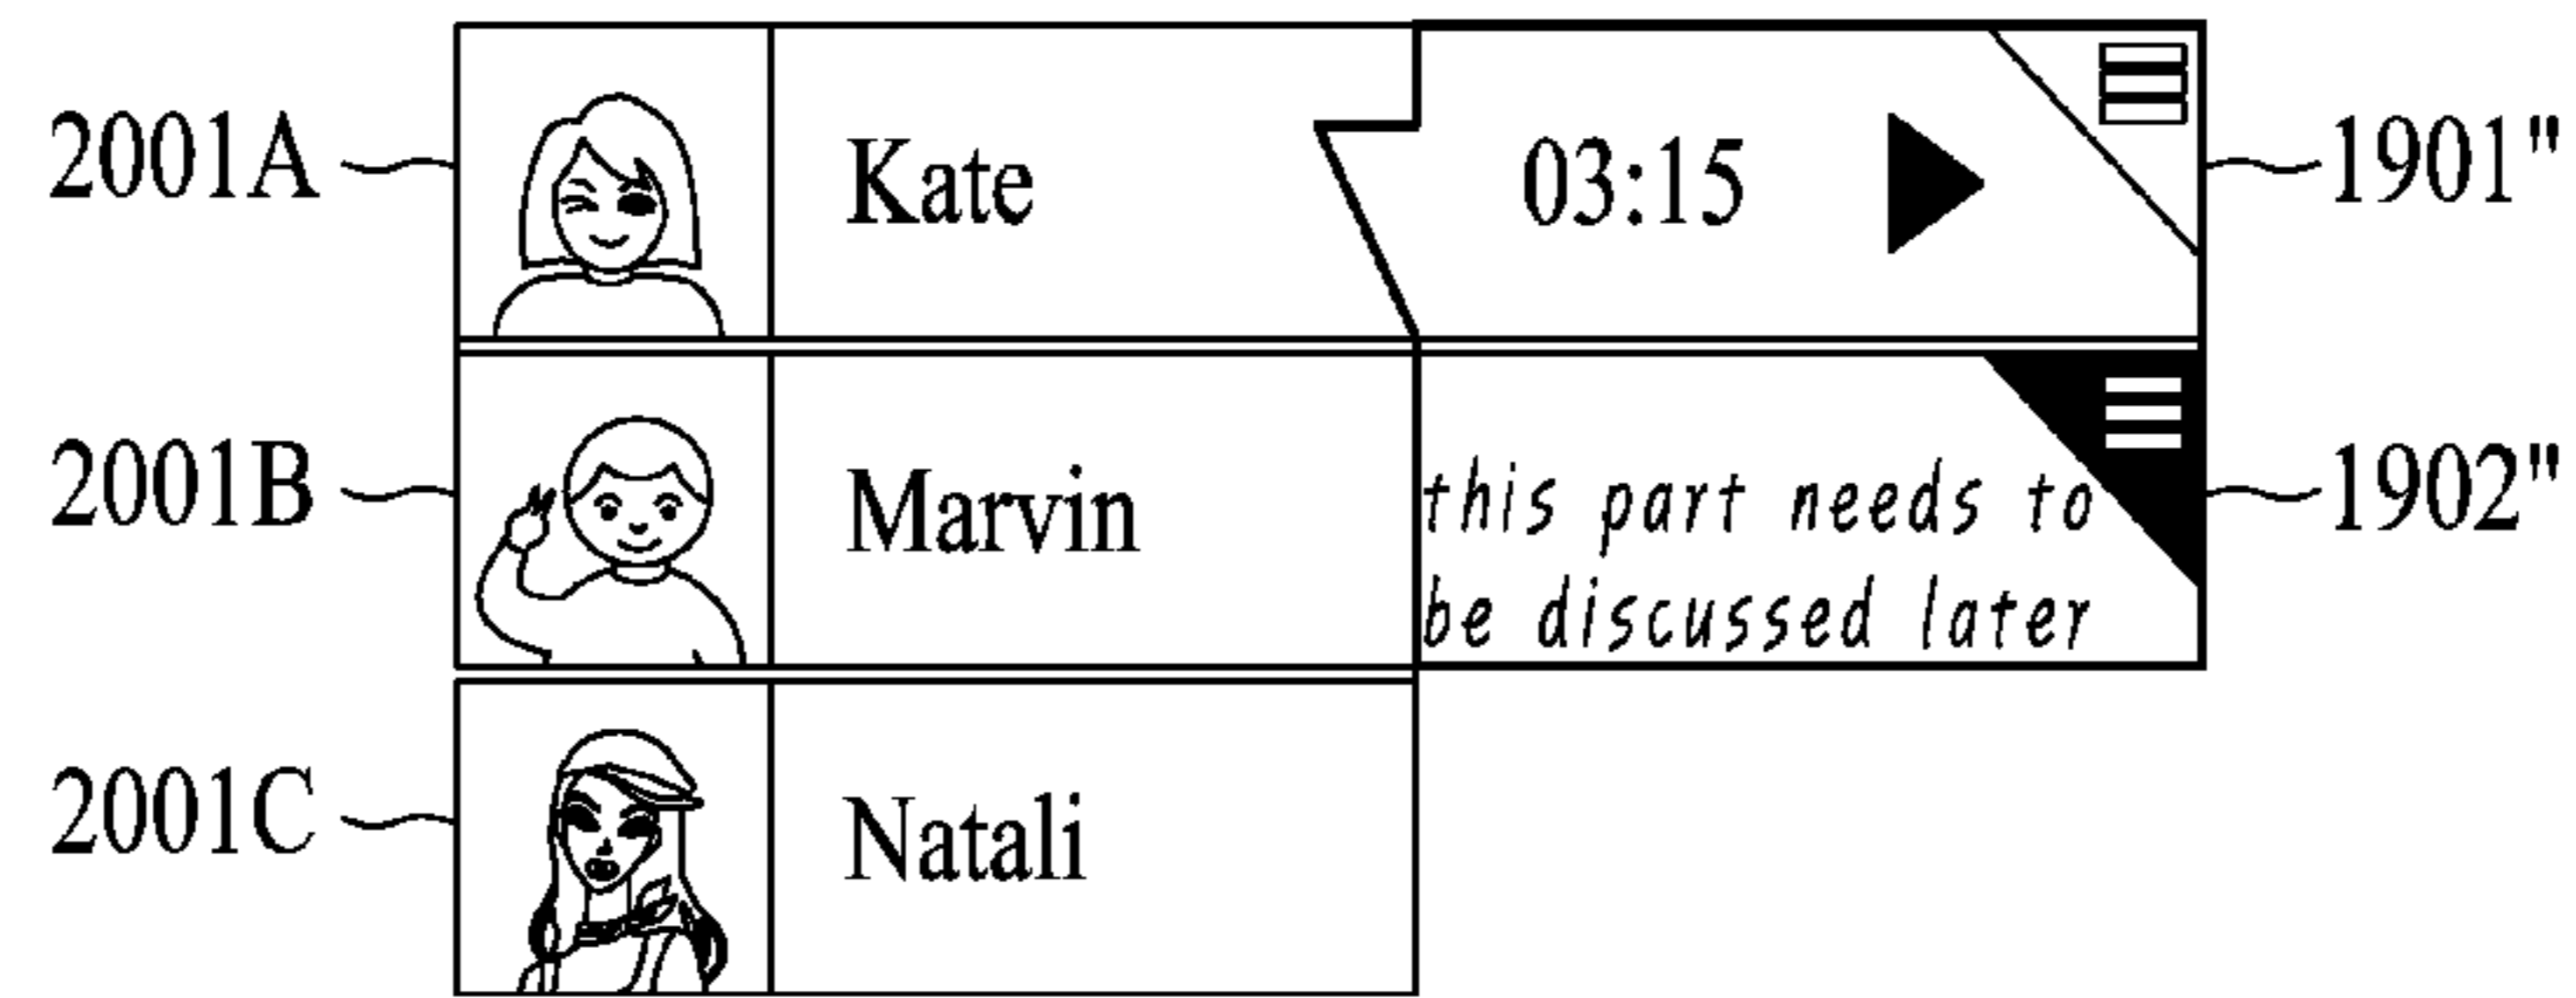 2001A Kate 03:15 1901"
2001B Marvin this part needs to 1902"
be discussed later
2001C Natali